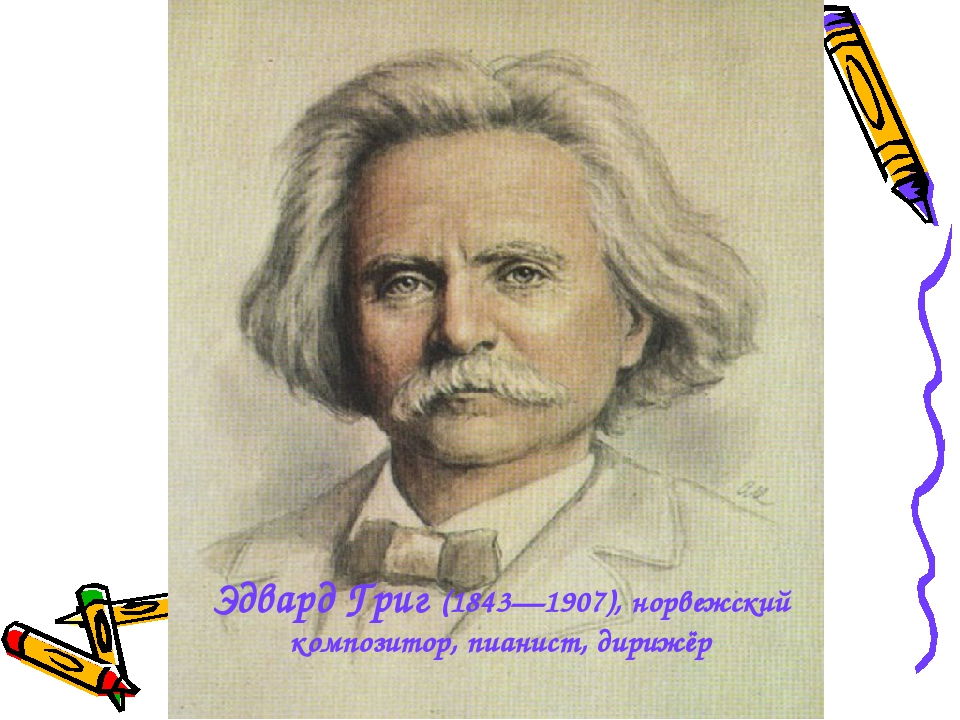 Эдвард Григ (1843—1907), норвежский
композитор, пианист, дирижёр